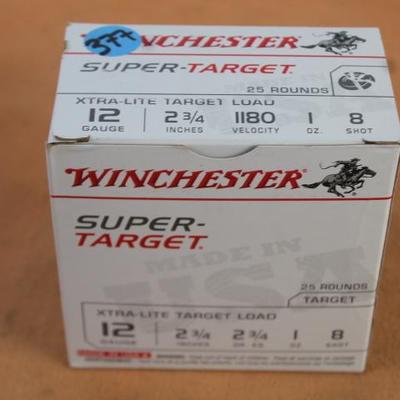 377
WINCHESTER
SUPER-TARGET.
25 ROUNDS
XTRA-LITE TARGET LOAD
12 2 3/4 1180 1 8
GAUGE INCHES VELOCITY OZ. SHOT
WINCHESTER
SUPER-
TARGET.
MADE IN
USA
25 ROUNDS
TARGET
XTRA-LITE TARGET LOAD
12 2 3/4 2 3/4 1 8
GAUGE INCHES DR. EQ. OZ SHOT